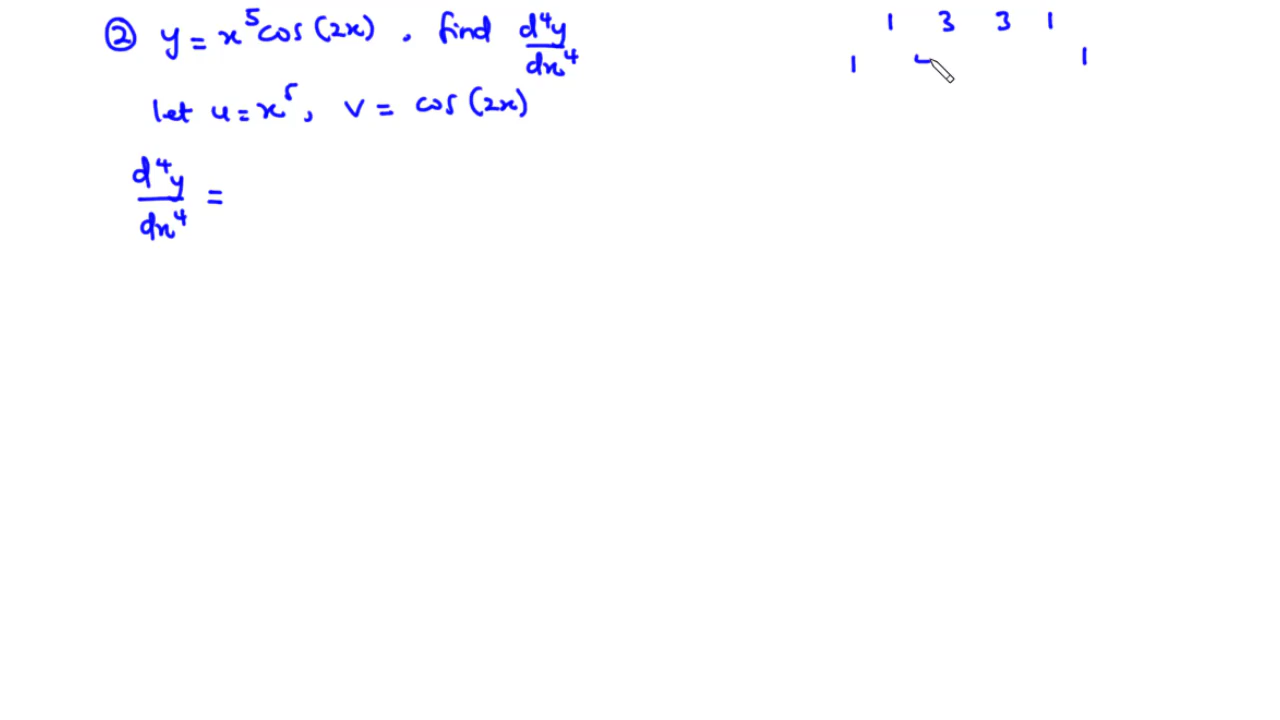 ② y = x⁵cos(2x) . find d⁴y/dx⁴
1 3 3 1
1 1
let u = x⁵, v = cos(2x)
d⁴y/dx⁴ =